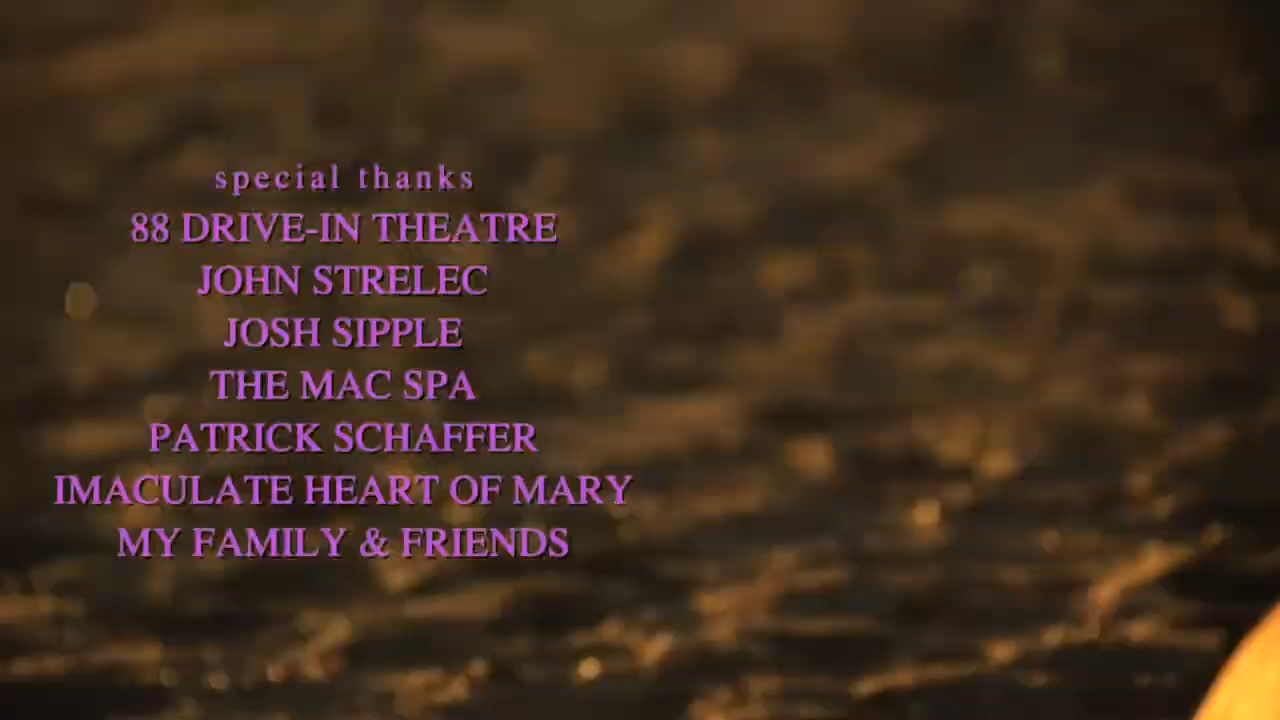 special thanks
88 DRIVE-IN THEATRE
JOHN STRELEC
JOSH SIPPLE
THE MAC SPA
PATRICK SCHAFFER
IMACULATE HEART OF MARY
MY FAMILY & FRIENDS